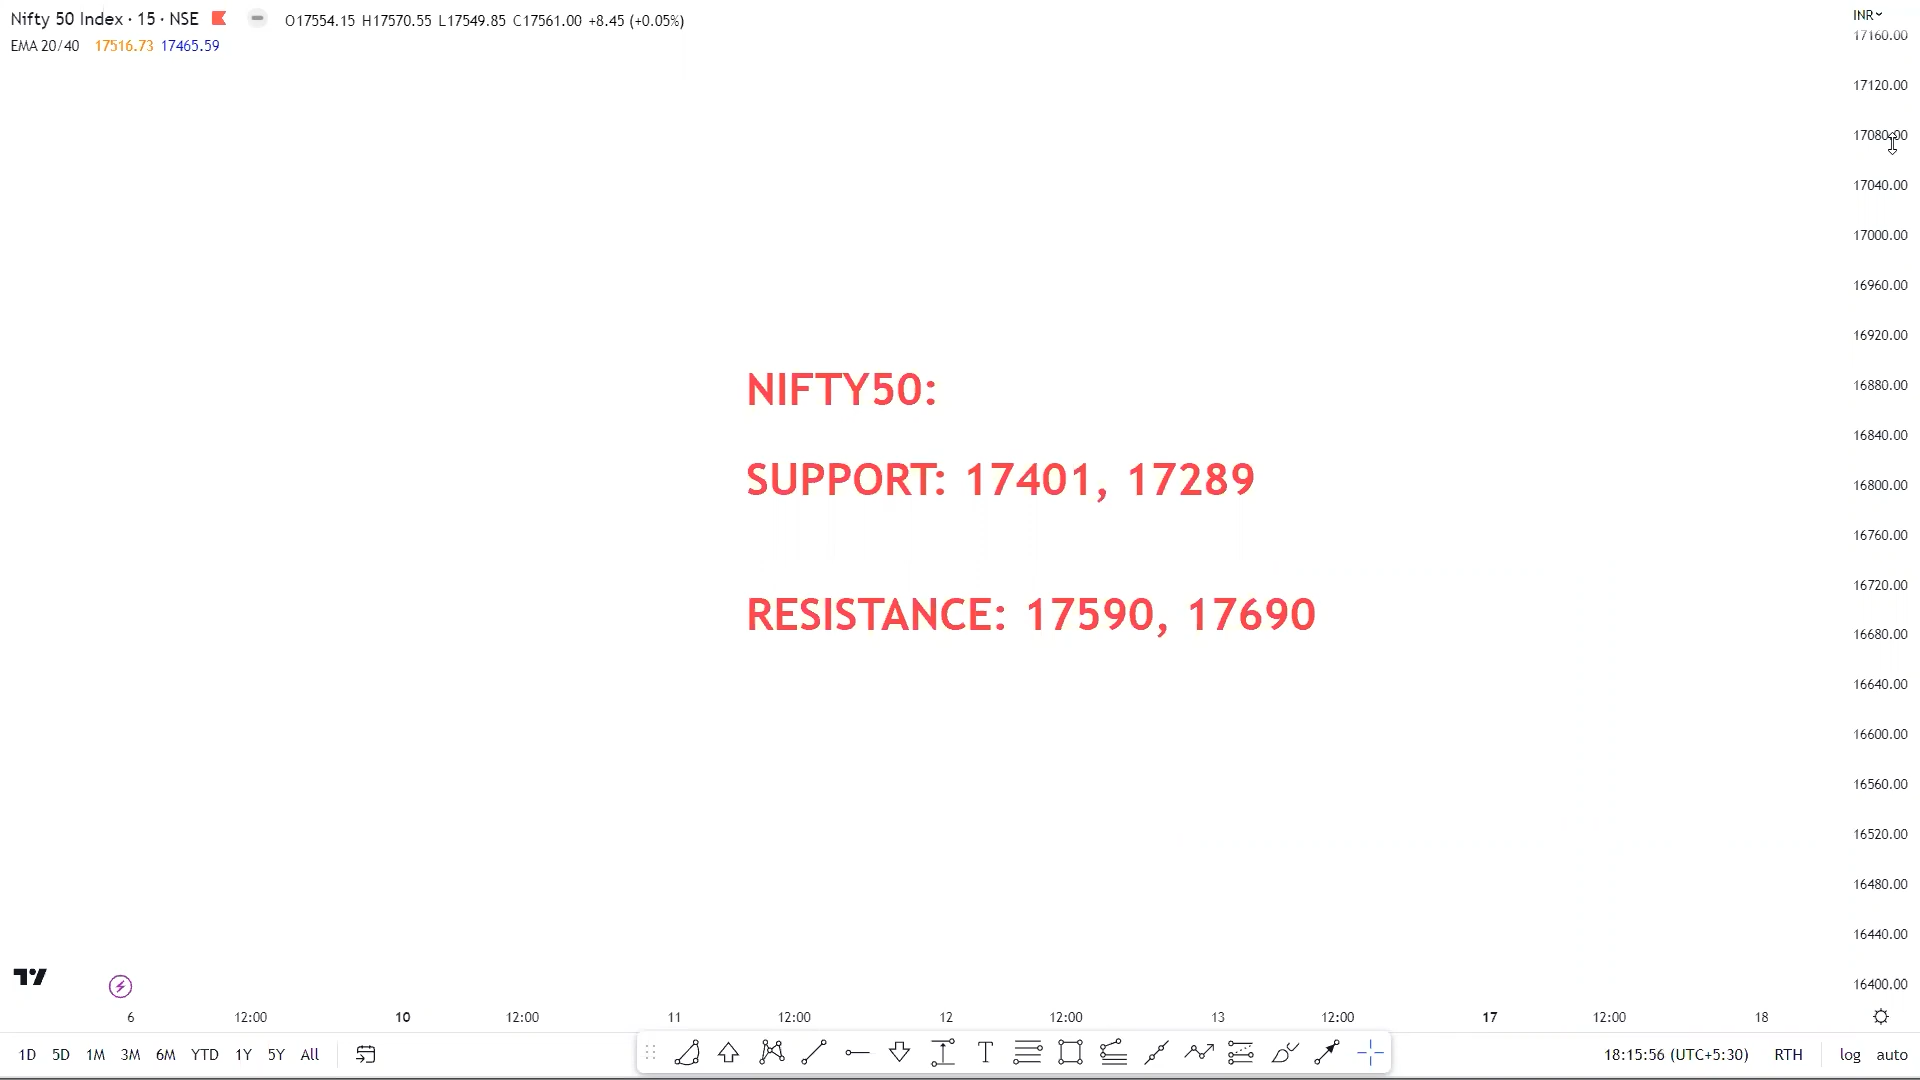 Nifty 50 Index · 15 · NSE O17554.15 H17570.55 L17549.85 C17561.00 +8.45 (+0.05%)
EMA 20/40 17516.73 17465.59
INR
17160.00
17120.00
17080.00
17040.00
17000.00
16960.00
16920.00
16880.00
16840.00
16800.00
16760.00
16720.00
16680.00
16640.00
16600.00
16560.00
16520.00
16480.00
16440.00
16400.00
NIFTY50:
SUPPORT: 17401, 17289
RESISTANCE: 17590, 17690
6 12:00 10 12:00 11 12:00 12 12:00 13 12:00 17 12:00 18
1D 5D 1M 3M 6M YTD 1Y 5Y All T 18:15:56 (UTC+5:30) RTH log auto